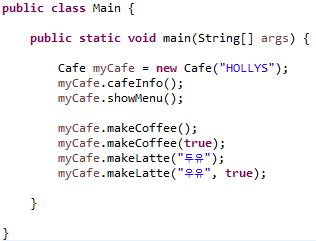 public class Main {
public static void main(String[] args) {
Cafe myCafe = new Cafe("HOLLYS");
myCafe.cafeInfo();
myCafe.showMenu();
myCafe.makeCoffee();
myCafe.makeCoffee(true);
myCafe.makeLatte("두유");
myCafe.makeLatte("우유", true);
}
}